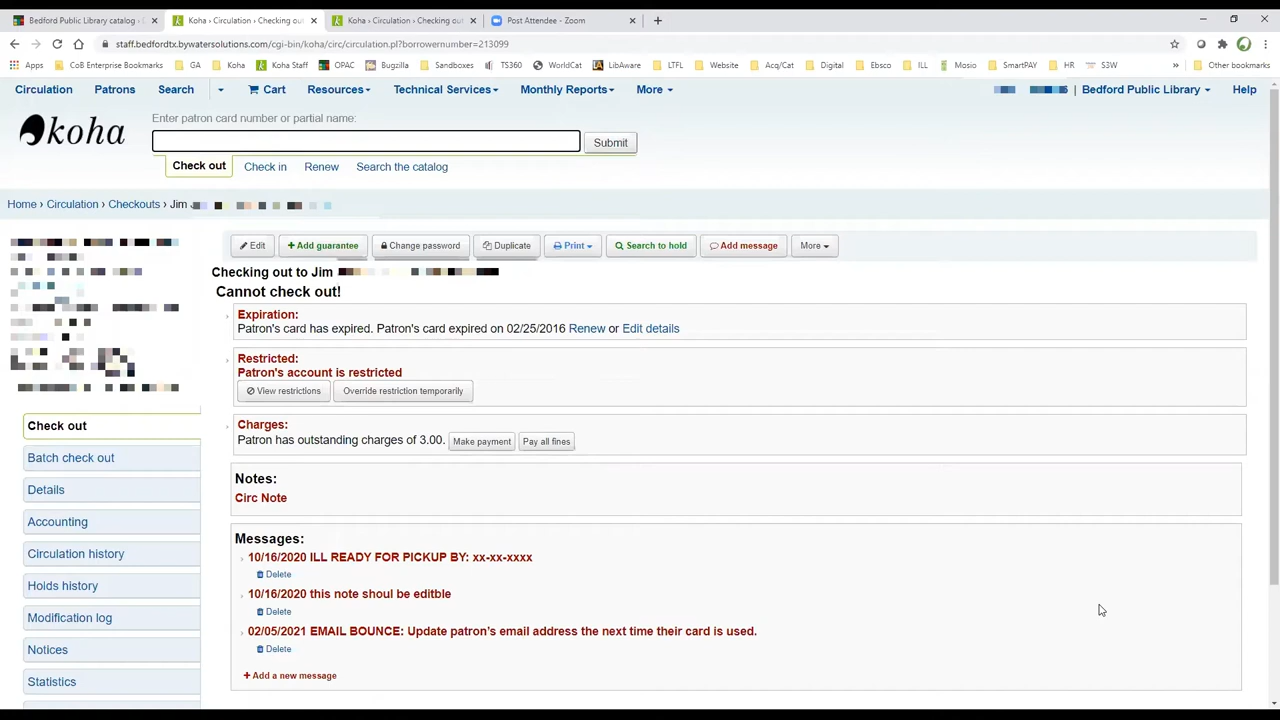 Bedford Public Library catalog ›
Koha › Circulation › Checking out
Koha › Circulation › Checking out
Post Attendee - Zoom
staff.bedfordtx.bywatersolutions.com/cgi-bin/koha/circ/circulation.pl?borrowernumber=213099
Apps CoB Enterprise Bookmarks GA Koha Koha Staff OPAC Bugzilla Sandboxes TS360 WorldCat LibAware LTFL Website Acq/Cat Digital Ebsco ILL Mosio SmartPAY HR S3W » Other bookmarks
Circulation Patrons Search Cart Resources Technical Services Monthly Reports More | Bedford Public Library Help
koha
Enter patron card number or partial name:
Submit
Check out Check in Renew Search the catalog
Home › Circulation › Checkouts › Jim
Edit + Add guarantee Change password Duplicate Print Search to hold Add message More
Checking out to Jim
Cannot check out!
Expiration:
Patron's card has expired. Patron's card expired on 02/25/2016 Renew or Edit details
Restricted:
Patron's account is restricted
View restrictions Override restriction temporarily
Charges:
Patron has outstanding charges of 3.00. Make payment Pay all fines
Notes:
Circ Note
Messages:
10/16/2020 ILL READY FOR PICKUP BY: xx-xx-xxxx
Delete
10/16/2020 this note shoul be editble
Delete
02/05/2021 EMAIL BOUNCE: Update patron's email address the next time their card is used.
Delete
+ Add a new message
Check out
Batch check out
Details
Accounting
Circulation history
Holds history
Modification log
Notices
Statistics